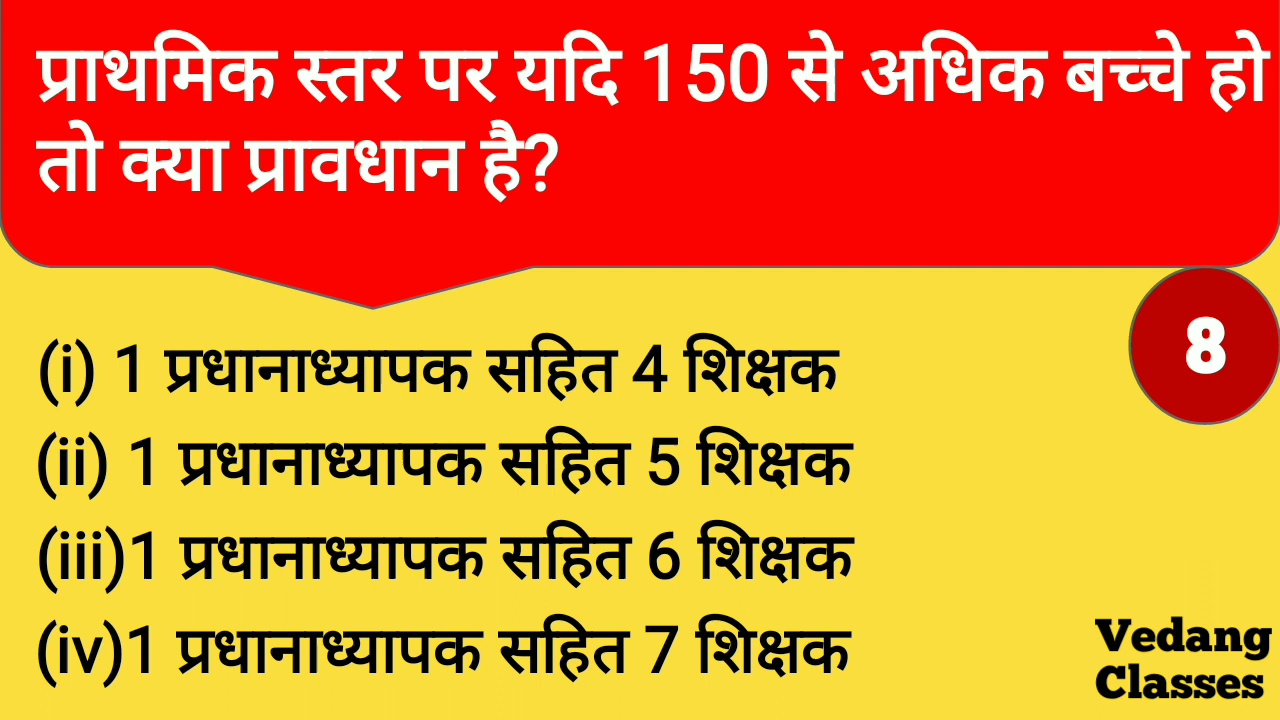 प्राथमिक स्तर पर यदि 150 से अधिक बच्चे हो
तो क्या प्रावधान है?
8
(i) 1 प्रधानाध्यापक सहित 4 शिक्षक
(ii) 1 प्रधानाध्यापक सहित 5 शिक्षक
(iii)1 प्रधानाध्यापक सहित 6 शिक्षक
(iv)1 प्रधानाध्यापक सहित 7 शिक्षक
Vedang
Classes